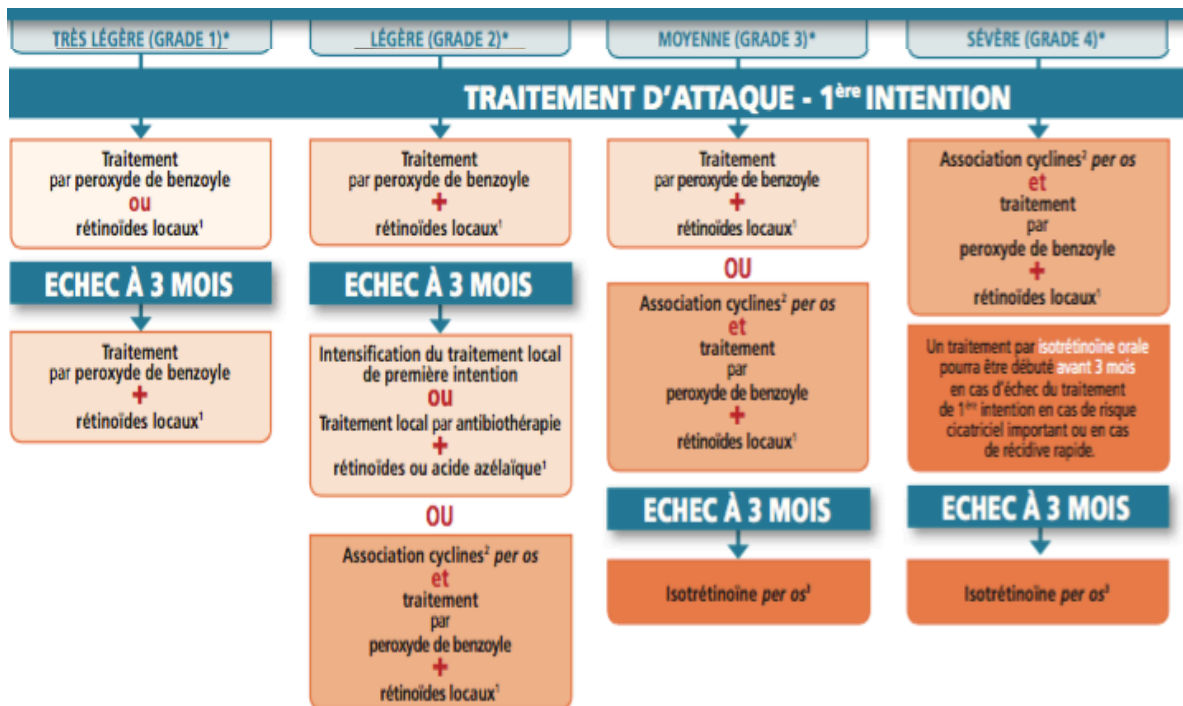 TRÈS LÉGÈRE (GRADE 1)*
LÉGÈRE (GRADE 2)*
MOYENNE (GRADE 3)*
SÉVÈRE (GRADE 4)*
TRAITEMENT D'ATTAQUE - 1ère INTENTION
Traitement
par peroxyde de benzoyle
ou
rétinoïdes locaux¹
ECHEC À 3 MOIS
Traitement
par peroxyde de benzoyle
+
rétinoïdes locaux¹
Traitement
par peroxyde de benzoyle
+
rétinoïdes locaux¹
ECHEC À 3 MOIS
Intensification du traitement local
de première intention
OU
Traitement local par antibiothérapie
+
rétinoïdes ou acide azélaïque¹
OU
Association cyclines² per os
et
traitement
par
peroxyde de benzoyle
+
rétinoïdes locaux¹
Traitement
par peroxyde de benzoyle
+
rétinoïdes locaux¹
OU
Association cyclines² per os
et
traitement
par
peroxyde de benzoyle
+
rétinoïdes locaux¹
ECHEC À 3 MOIS
Isotrétinoïne per os³
Association cyclines² per os
et
traitement
par
peroxyde de benzoyle
+
rétinoïdes locaux¹
Un traitement par isotrétinoïne orale
pourra être débuté avant 3 mois
en cas d'échec du traitement
de 1ère intention en cas de risque
cicatriciel important ou en cas
de récidive rapide.
ECHEC À 3 MOIS
Isotrétinoïne per os³